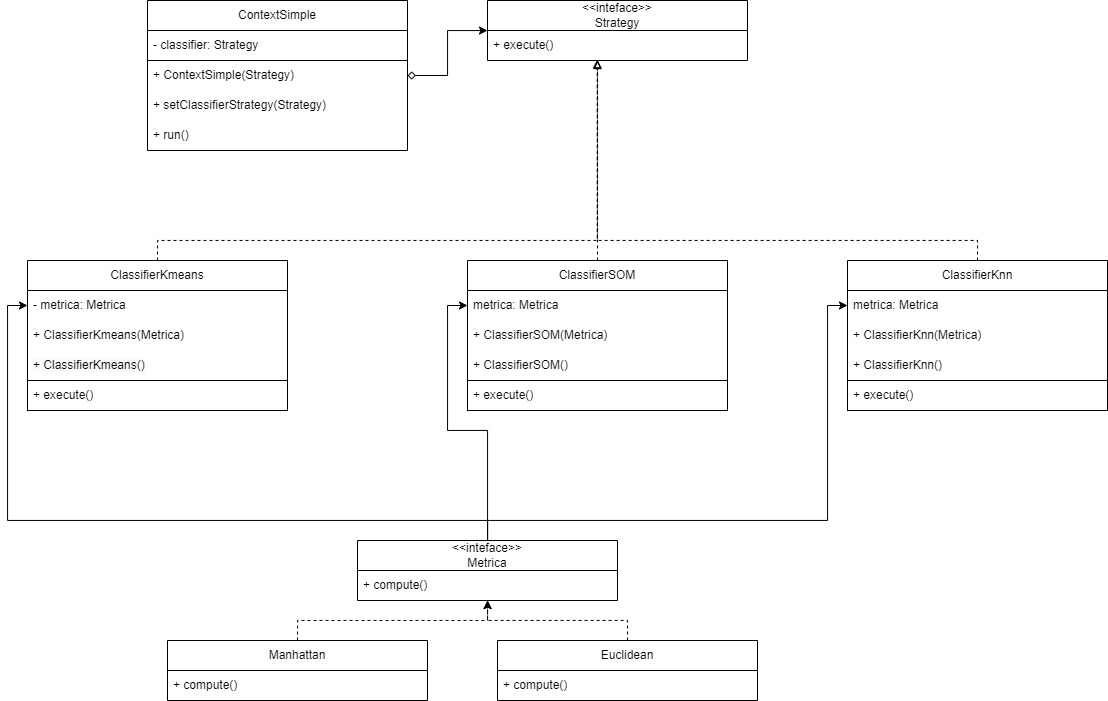 ContextSimple
- classifier: Strategy
+ ContextSimple(Strategy)
+ setClassifierStrategy(Strategy)
+ run()
<<inteface>>
Strategy
+ execute()
ClassifierKmeans
- metrica: Metrica
+ ClassifierKmeans(Metrica)
+ ClassifierKmeans()
+ execute()
ClassifierSOM
metrica: Metrica
+ ClassifierSOM(Metrica)
+ ClassifierSOM()
+ execute()
ClassifierKnn
metrica: Metrica
+ ClassifierKnn(Metrica)
+ ClassifierKnn()
+ execute()
<<inteface>>
Metrica
+ compute()
Manhattan
+ compute()
Euclidean
+ compute()